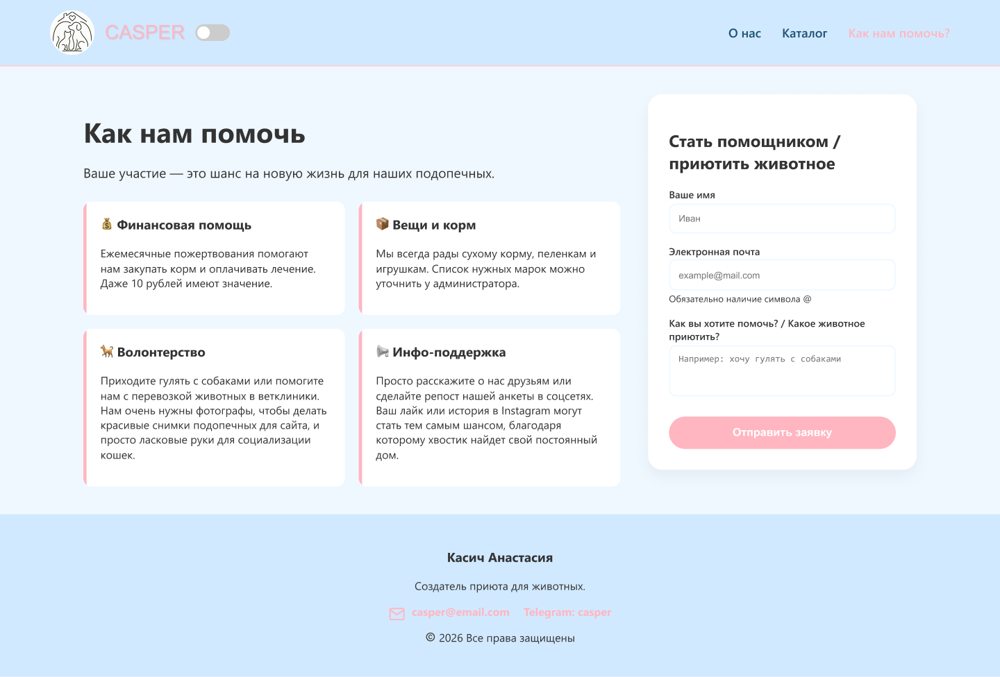 CASPER
О нас
Каталог
Как нам помочь?
Как нам помочь
Ваше участие — это шанс на новую жизнь для наших подопечных.
💰 Финансовая помощь
Ежемесячные пожертвования помогают
нам закупать корм и оплачивать лечение.
Даже 10 рублей имеют значение.
📦 Вещи и корм
Мы всегда рады сухому корму, пеленкам и
игрушкам. Список нужных марок можно
уточнить у администратора.
🐕 Волонтерство
Приходите гулять с собаками или помогите
нам с перевозкой животных в ветклиники.
Нам очень нужны фотографы, чтобы делать
красивые снимки подопечных для сайта, и
просто ласковые руки для социализации
кошек.
📢 Инфо-поддержка
Просто расскажите о нас друзьям или
сделайте репост нашей анкеты в соцсетях.
Ваш лайк или история в Instagram могут
стать тем самым шансом, благодаря
которому хвостик найдет свой постоянный
дом.
Стать помощником /
приютить животное
Ваше имя
Иван
Электронная почта
example@mail.com
Обязательно наличие символа @
Как вы хотите помочь? / Какое животное
приютить?
Например: хочу гулять с собаками
Отправить заявку
Касич Анастасия
Создатель приюта для животных.
casper@email.com
Telegram: casper
© 2026 Все права защищены